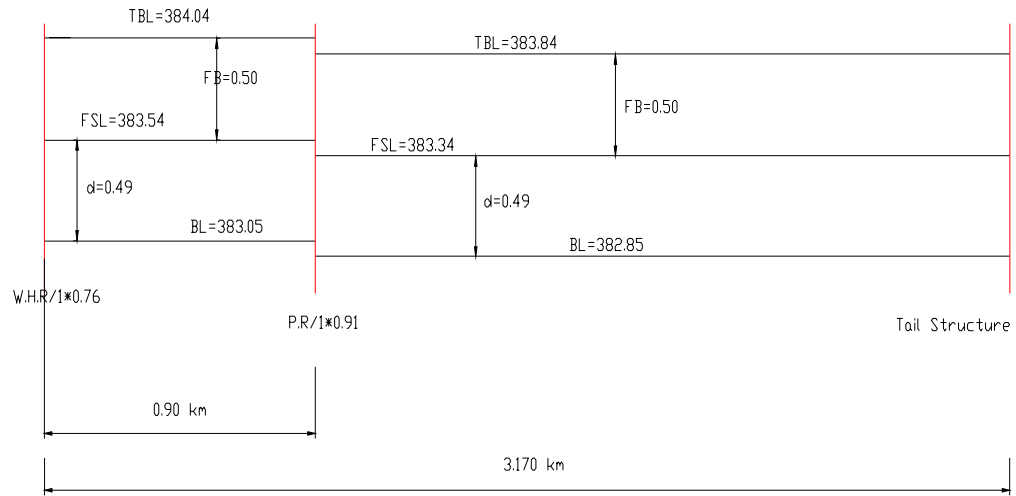 TBL=384.04
TBL=383.84
FB=0.50
FB=0.50
FSL=383.54
FSL=383.34
d=0.49
d=0.49
BL=383.05
BL=382.85
W.H.R/1*0.76
P.R/1*0.91
Tail Structure
0.90 km
3.170 km